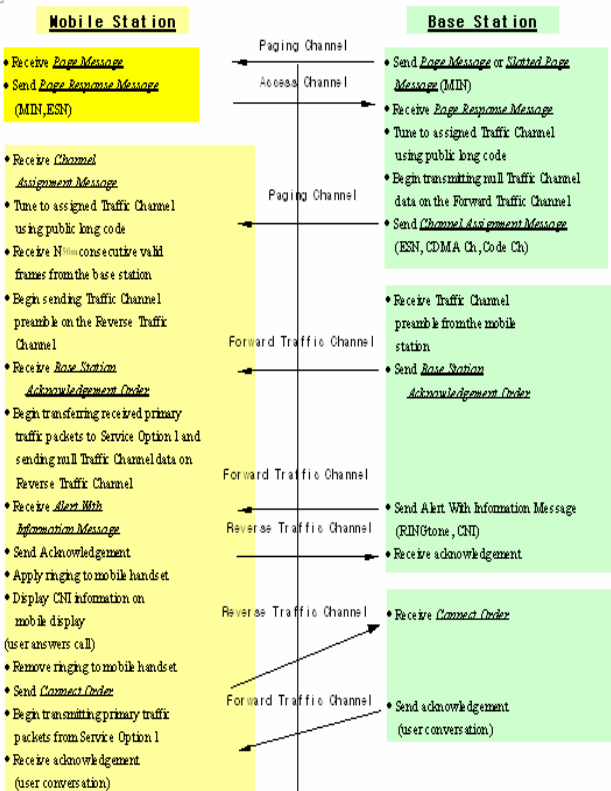 Mobile Station
• Receive Page Message
• Send Page Response Message
(MIN,ESN)
• Receive Channel
Assignment Message
• Tune to assigned Traffic Channel
using public long code
• Receive N50m consecutive valid
frames from the base station
• Begin sending Traffic Channel
preamble on the Reverse Traffic
Channel
• Receive Base Station
Acknowledgement Order
• Begin transferring received primary
traffic packets to Service Option 1 and
sending null Traffic Channel data on
Reverse Traffic Channel
• Receive Alert With
Information Message
• Send Acknowledgement
• Apply ringing to mobile handset
• Display CNI information on
mobile display
(user answers call)
• Remove ringing to mobile handset
• Send Connect Order
• Begin transmitting primary traffic
packets from Service Option 1
• Receive acknowledgement
(user conversation)
Paging Channel
Access Channel
Paging Channel
Forward Traffic Channel
Forward Traffic Channel
Reverse Traffic Channel
Reverse Traffic Channel
Forward Traffic Channel
Base Station
• Send Page Message or Slotted Page
Message (MIN)
• Receive Page Response Message
• Tune to assigned Traffic Channel
using public long code
• Begin transmitting null Traffic Channel
data on the Forward Traffic Channel
• Send Channel Assignment Message
(ESN, CDMA Ch, Code Ch)
• Receive Traffic Channel
preamble from the mobile
station
• Send Base Station
Acknowledgement Order
• Send Alert With Information Message
(RINGtone, CNI)
• Receive acknowledgement
• Receive Connect Order
• Send acknowledgement
(user conversation)